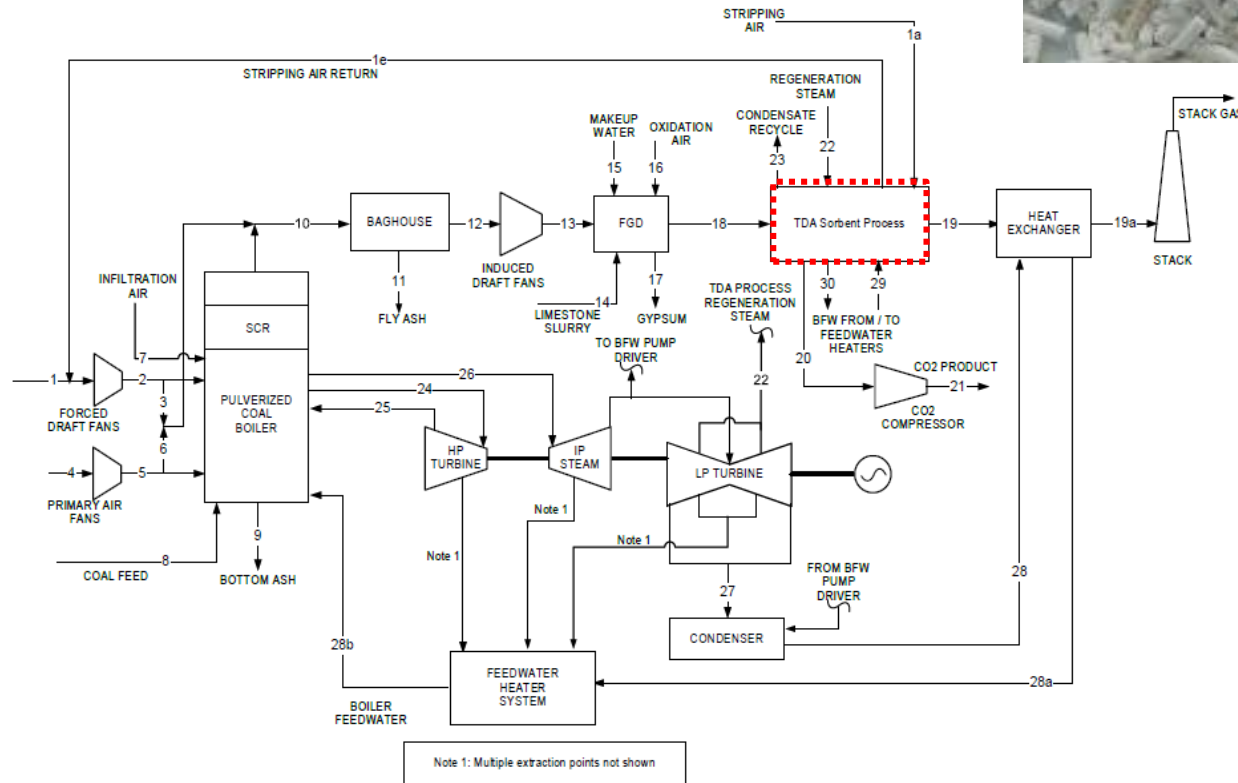 STRIPPING
AIR
1a
1e
STRIPPING AIR RETURN
REGENERATION
STEAM
CONDENSATE
RECYCLE
22
23
MAKEUP
WATER
OXIDATION
AIR
15
16
STACK GAS
10
BAGHOUSE
12
13
FGD
18
TDA Sorbent Process
19
HEAT
EXCHANGER
19a
STACK
INDUCED
DRAFT FANS
11
FLY ASH
14
LIMESTONE
SLURRY
17
GYPSUM
30
29
BFW FROM / TO
FEEDWATER
HEATERS
TDA PROCESS
REGENERATION
STEAM
TO BFW PUMP
DRIVER
INFILTRATION
AIR
7
SCR
1
2
3
FORCED
DRAFT FANS
PULVERIZED
COAL
BOILER
26
24
25
22
20
CO2 PRODUCT
21
CO2
COMPRESSOR
6
4
5
PRIMARY AIR
FANS
HP
TURBINE
IP
STEAM
LP TURBINE
Note 1
Note 1
Note 1
8
COAL FEED
9
BOTTOM ASH
27
FROM BFW
PUMP
DRIVER
28
CONDENSER
28b
FEEDWATER
HEATER
SYSTEM
28a
BOILER
FEEDWATER
Note 1: Multiple extraction points not shown